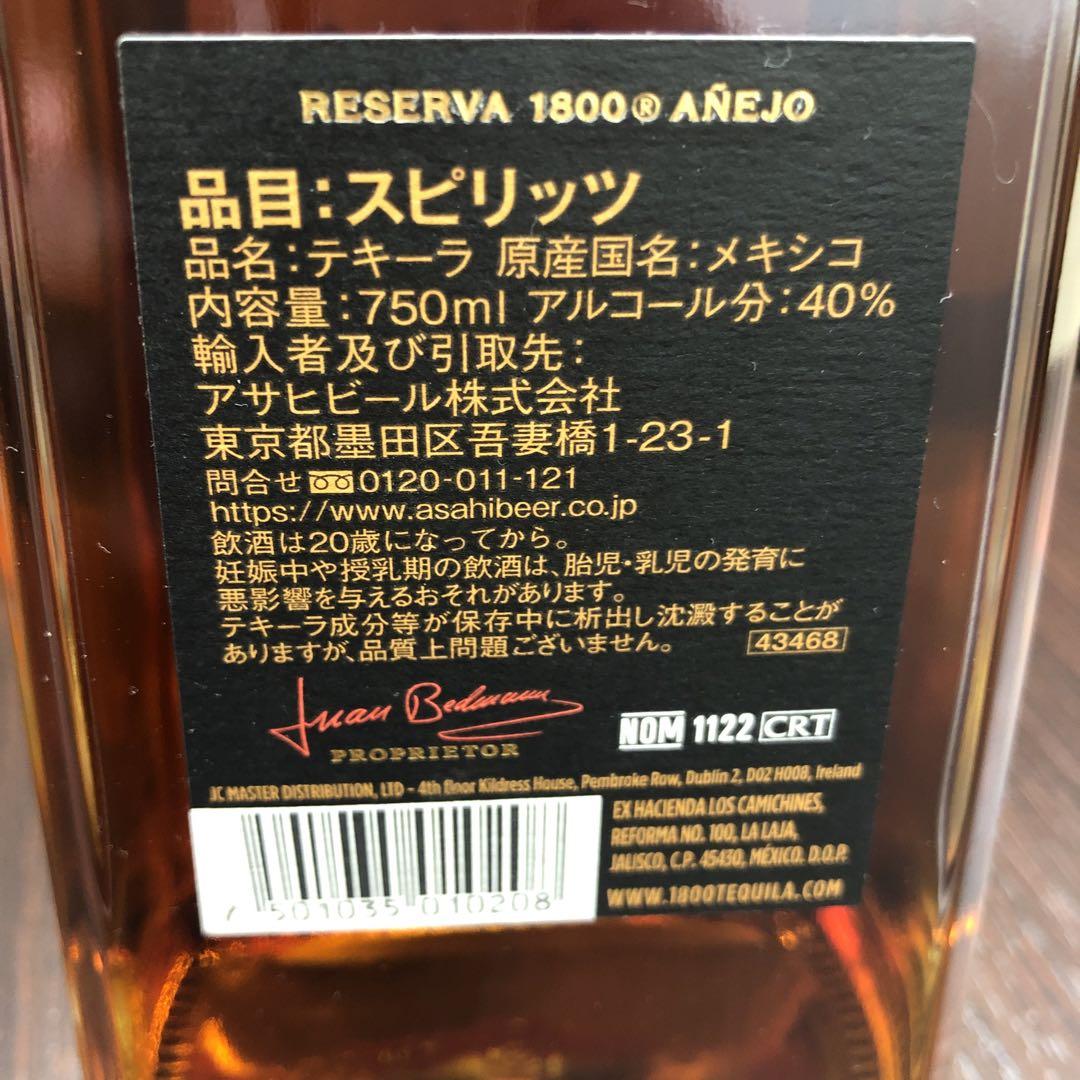 RESERVA 1800® AÑEJO
品目:スピリッツ
品名:テキーラ 原産国名:メキシコ
内容量:750ml アルコール分:40%
輸入者及び引取先:
アサヒビール株式会社
東京都墨田区吾妻橋1-23-1
問合せ 0120-011-121
https://www.asahibeer.co.jp
飲酒は20歳になってから。
妊娠中や授乳期の飲酒は、胎児・乳児の発育に
悪影響を与えるおそれがあります。
テキーラ成分等が保存中に析出し沈澱することが
ありますが、品質上問題ございません。 43468
Juan Bedmann
PROPRIETOR
NOM 1122 CRT
JC MASTER DISTRIBUTION, LTD - 4th floor Kildress House, Pembroke Row, Dublin 2, D02 H008, Ireland
EX HACIENDA LOS CAMICHINES,
REFORMA NO. 100, LA LAJA,
JALISCO, C.P. 45430, MÉXICO, D.O.P.
WWW.1800TEQUILA.COM
7 501035 010208